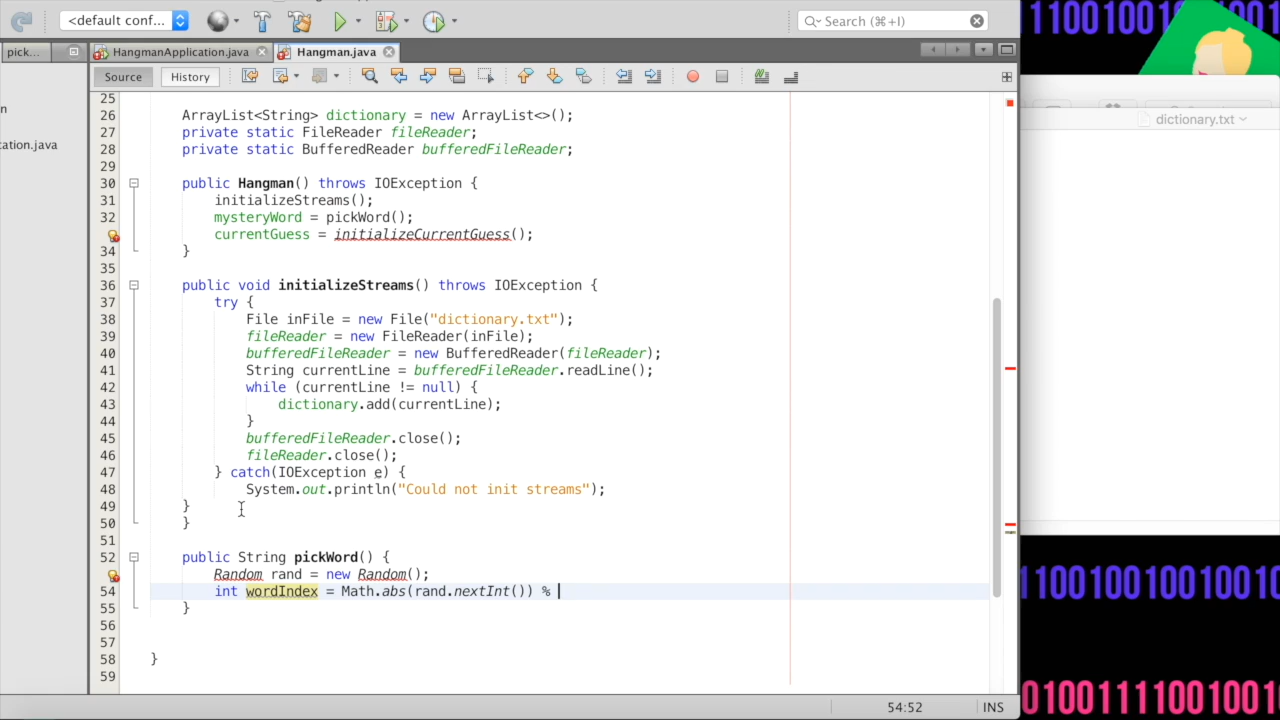 <default conf...
Search (⌘+I)
pick...
HangmanApplication.java
Hangman.java
Source
History
dictionary.txt
cation.java
25
26 ArrayList<String> dictionary = new ArrayList<>();
27 private static FileReader fileReader;
28 private static BufferedReader bufferedFileReader;
29
30 public Hangman() throws IOException {
31 initializeStreams();
32 mysteryWord = pickWord();
currentGuess = initializeCurrentGuess();
34 }
35
36 public void initializeStreams() throws IOException {
37 try {
38 File inFile = new File("dictionary.txt");
39 fileReader = new FileReader(inFile);
40 bufferedFileReader = new BufferedReader(fileReader);
41 String currentLine = bufferedFileReader.readLine();
42 while (currentLine != null) {
43 dictionary.add(currentLine);
44 }
45 bufferedFileReader.close();
46 fileReader.close();
47 } catch(IOException e) {
48 System.out.println("Could not init streams");
49 }
50 }
51
52 public String pickWord() {
Random rand = new Random();
54 int wordIndex = Math.abs(rand.nextInt()) %
55 }
56
57
58 }
59
54:52
INS